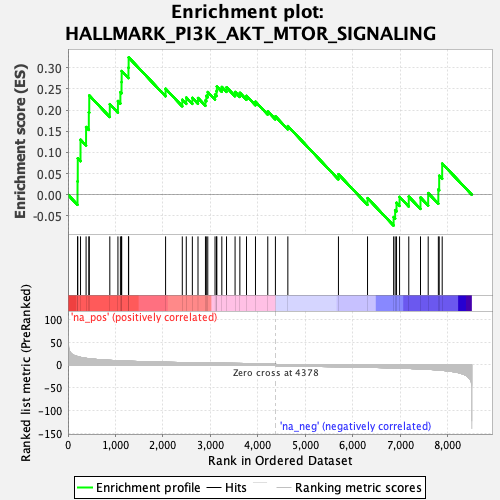 Enrichment plot:
HALLMARK_PI3K_AKT_MTOR_SIGNALING
Enrichment score (ES)
0.30
0.25
0.20
0.15
0.10
0.05
0.00
-0.05
'na_pos' (positively correlated)
Ranked list metric (PreRanked)
100
50
0
-50
-100
-150
Zero cross at 4378
'na_neg' (negatively correlated)
0 1,000 2,000 3,000 4,000 5,000 6,000 7,000 8,000
Rank in Ordered Dataset
Enrichment profile Hits Ranking metric scores